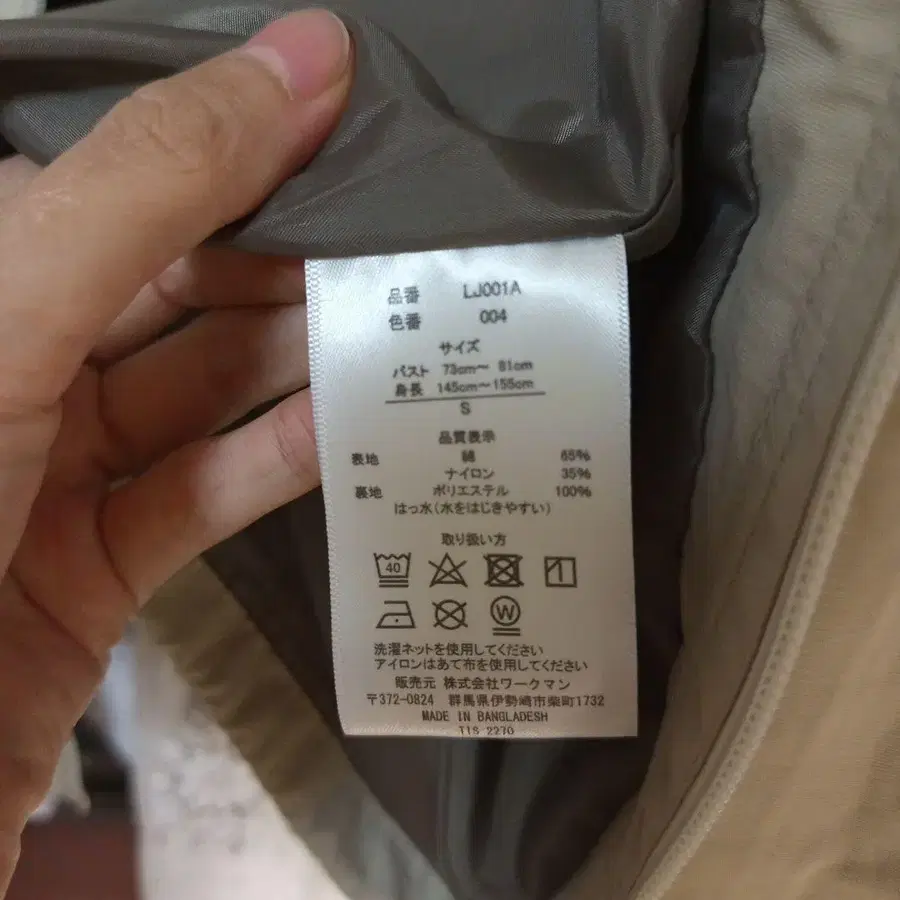 品番 LJ001A
色番 004
サイズ
バスト 73cm～ 81cm
身長 145cm～155cm
S
品質表示
表地 綿 65%
ナイロン 35%
裏地 ポリエステル 100%
はっ水(水をはじきやすい)
取り扱い方
40
W
洗濯ネットを使用してください
アイロンはあて布を使用してください
販売元 株式会社ワークマン
〒372-0824 群馬県伊勢崎市柴町1732
MADE IN BANGLADESH
TIS 2270